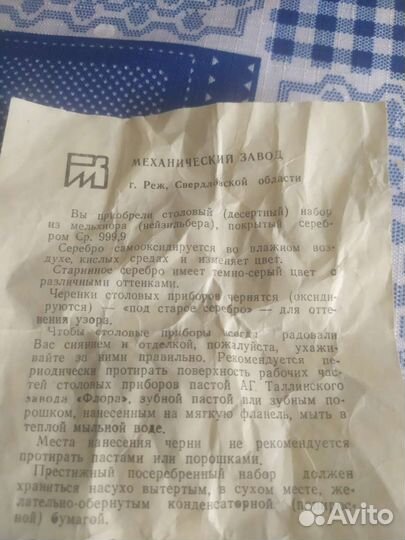 МЕХАНИЧЕСКИЙ ЗАВОД
г. Реж, Свердловской области
Вы приобрели столовый (десертный) набор
из мельхиора (нейзильбера), покрытый сереб-
ром Ср. 999,9
Серебро самооксидируется во влажном воз-
духе, кислых средах и изменяет цвет.
Старинное серебро имеет темно-серый цвет с
различными оттенками.
Черенки столовых приборов чернятся (оксиди-
руются) — «под старое серебро» — для отте-
нения узора.
Чтобы столовые приборы всегда радовали
Вас сиянием и отделкой, пожалуйста, ухажи-
вайте за ними правильно. Рекомендуется пе-
риодически протирать поверхность рабочих час-
тей столовых приборов пастой АГ Таллинского
завода «Флора», зубной пастой или зубным по-
рошком, нанесенным на мягкую фланель, мыть в
теплой мыльной воде.
Места нанесения черни не рекомендуется
протирать пастами или порошками.
Престижный посеребренный набор должен
храниться насухо вытертым, в сухом месте, же-
лательно-обернутым конденсаторной
ной) бумагой.
Avito